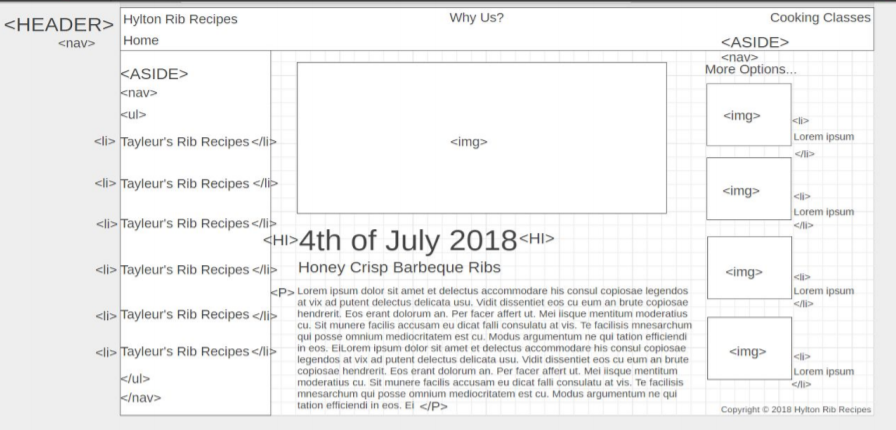 <HEADER>
<nav>
Hylton Rib Recipes
Why Us?
Cooking Classes
Home
<ASIDE>
<nav>
<ul>
<li> Tayleur's Rib Recipes </li>
<li> Tayleur's Rib Recipes </li>
<li> Tayleur's Rib Recipes </li>
<li> Tayleur's Rib Recipes </li>
<li> Tayleur's Rib Recipes </li>
<li> Tayleur's Rib Recipes </li>
</ul>
</nav>
<img>
<HI>4th of July 2018<HI>
Honey Crisp Barbeque Ribs
<P> Lorem ipsum dolor sit amet et delectus accommodare his consul copiosae legendos
at vix ad putent delectus delicata usu. Vidit dissentiet eos cu eum an brute copiosae
hendrerit. Eos erant dolorum an. Per facer affert ut. Mei iisque mentitum moderatius
cu. Sit munere facilis accusam eu dicat falli consulatu at vis. Te facilisis mnesarchum
qui posse omnium mediocritatem est cu. Modus argumentum ne qui tation efficiendi
in eos. EiLorem ipsum dolor sit amet et delectus accommodare his consul copiosae
legendos at vix ad putent delectus delicata usu. Vidit dissentiet eos cu eum an brute
copiosae hendrerit. Eos erant dolorum an. Per facer affert ut. Mei iisque mentitum
moderatius cu. Sit munere facilis accusam eu dicat falli consulatu at vis. Te facilisis
mnesarchum qui posse omnium mediocritatem est cu. Modus argumentum ne qui
tation efficiendi in eos. Ei </P>
<ASIDE>
<nav>
More Options...
<img>
<li>
Lorem ipsum
</li>
<img>
<li>
Lorem ipsum
</li>
<img>
<li>
Lorem ipsum
</li>
<img>
<li>
Lorem ipsum
</li>
Copyright © 2018 Hylton Rib Recipes